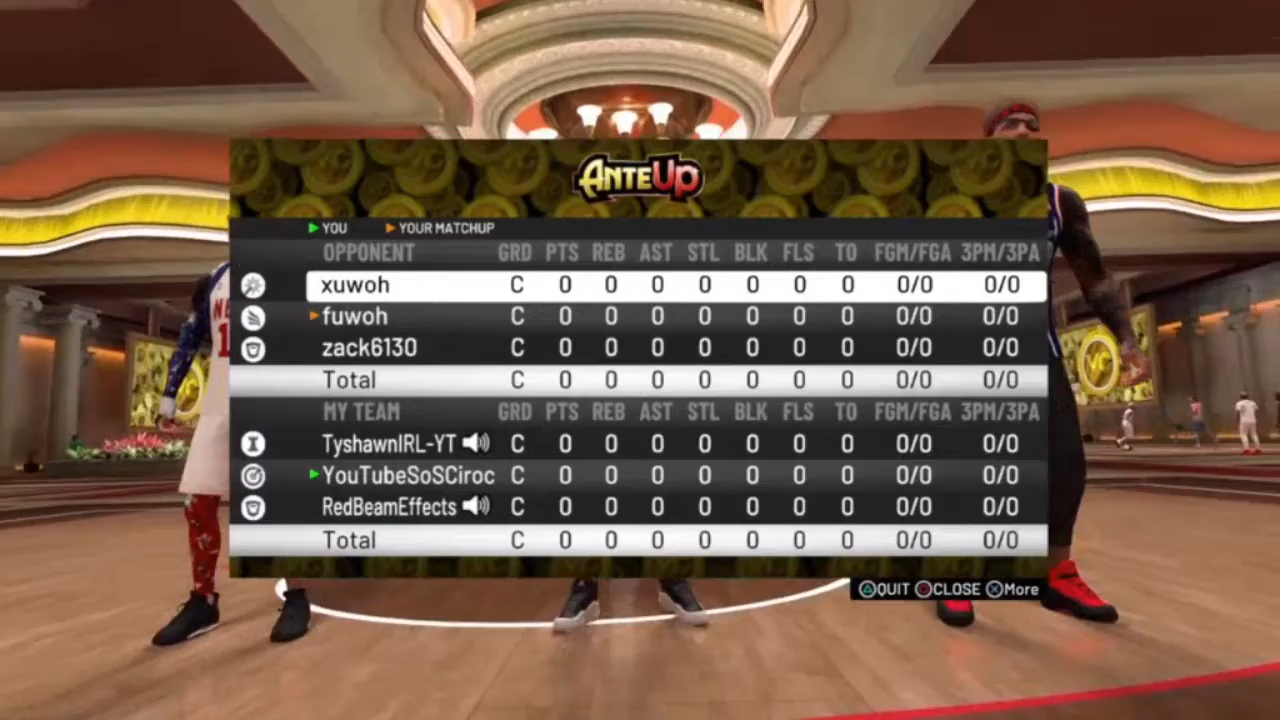 ANTEUP
YOU YOUR MATCHUP
OPPONENT GRD PTS REB AST STL BLK FLS TO FGM/FGA 3PM/3PA
xuwoh C 0 0 0 0 0 0 0 0/0 0/0
fuwoh C 0 0 0 0 0 0 0 0/0 0/0
zack6130 C 0 0 0 0 0 0 0 0/0 0/0
Total C 0 0 0 0 0 0 0 0/0 0/0
MY TEAM GRD PTS REB AST STL BLK FLS TO FGM/FGA 3PM/3PA
TyshawnIRL-YT C 0 0 0 0 0 0 0 0/0 0/0
YouTubeSoSCiroc C 0 0 0 0 0 0 0 0/0 0/0
RedBeamEffects C 0 0 0 0 0 0 0 0/0 0/0
Total C 0 0 0 0 0 0 0 0/0 0/0
QUIT CLOSE More